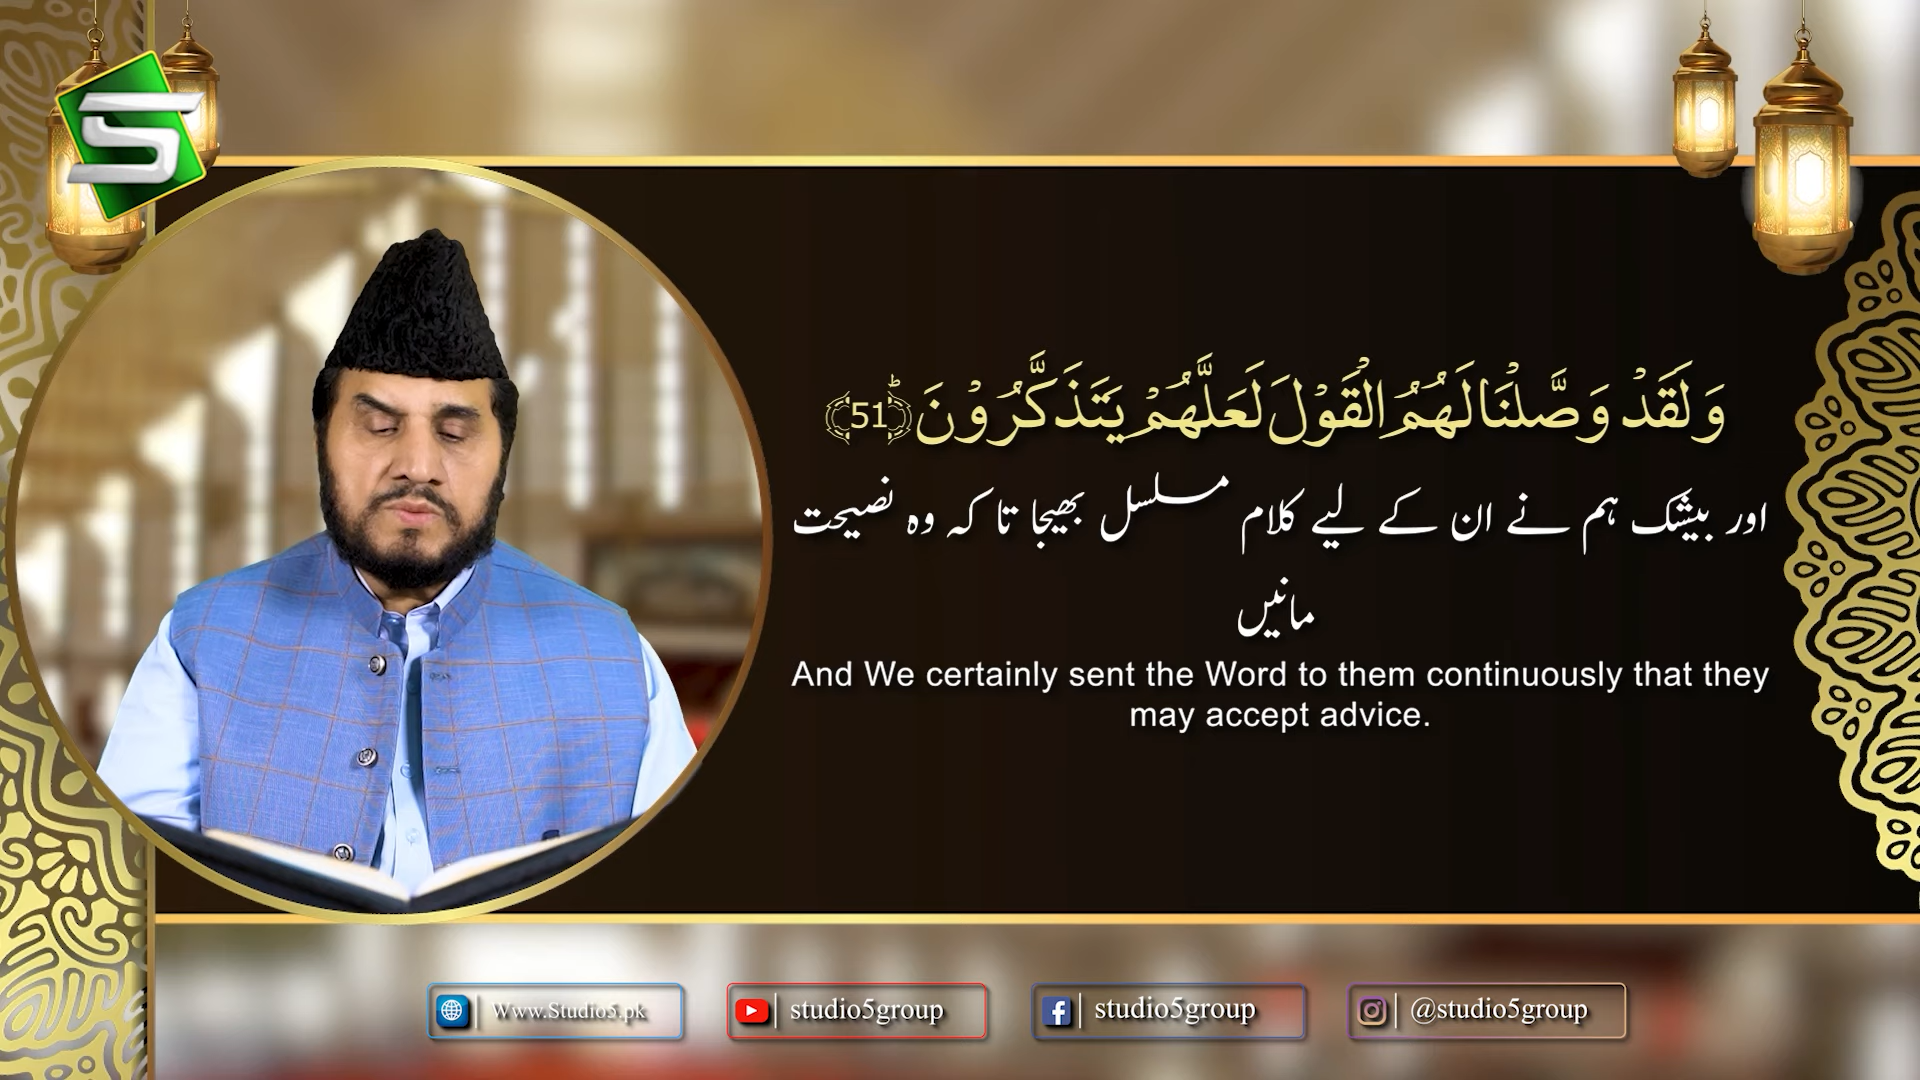 وَلَقَدْ وَصَّلْنَا لَهُمُ الْقَوْلَ لَعَلَّهُمْ يَتَذَكَّرُوْنَ ؕ﴿51﴾
اور بیشک ہم نے ان کے لیے کلام مسلسل بھیجا تا کہ وہ نصیحت
مانیں
And We certainly sent the Word to them continuously that they
may accept advice.
Www.Studio5.pk
studio5group
studio5group
@studio5group